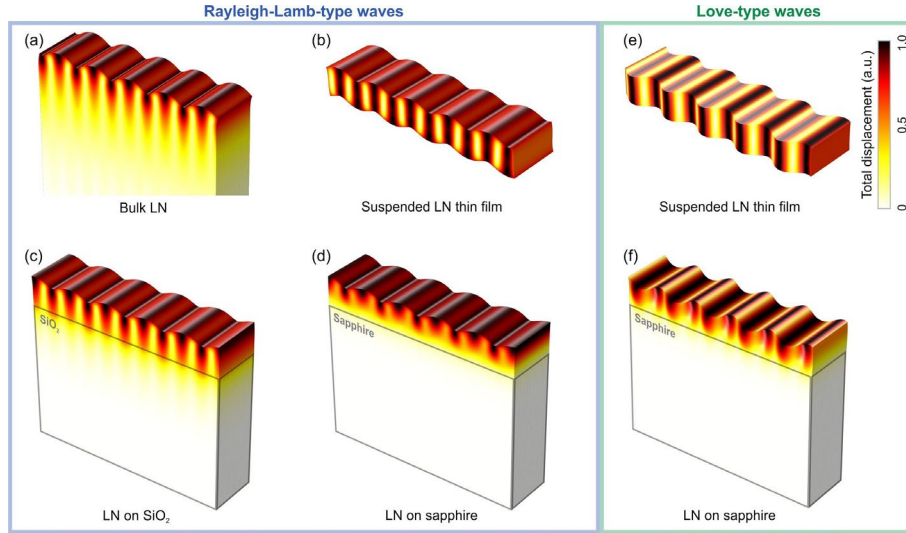 Rayleigh-Lamb-type waves
Love-type waves
(a)
Bulk LN
(b)
Suspended LN thin film
(e)
Suspended LN thin film
Total displacement (a.u.)
1.0
0.5
0
(c)
SiO₂
LN on SiO₂
(d)
Sapphire
LN on sapphire
(f)
Sapphire
LN on sapphire